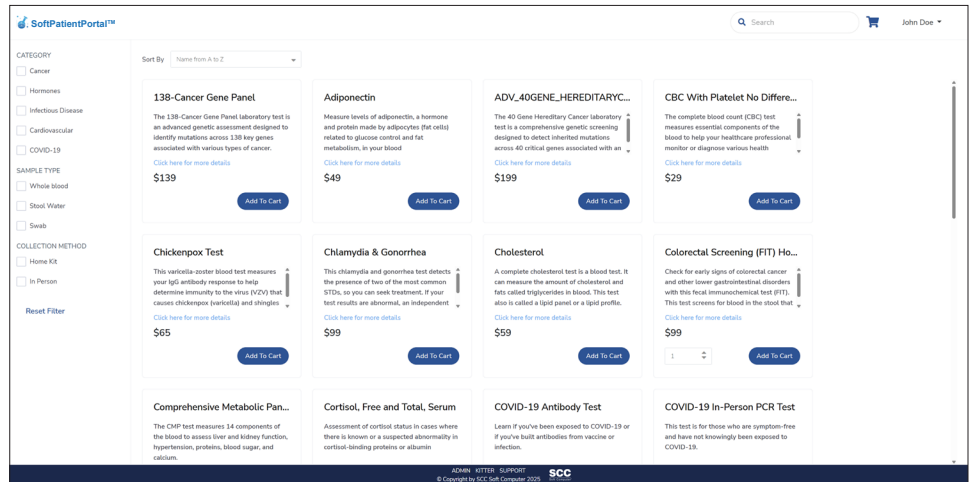 SoftPatientPortal™
Search
John Doe
CATEGORY
Cancer
Hormones
Infectious Disease
Cardiovascular
COVID-19
SAMPLE TYPE
Whole blood
Stool Water
Swab
COLLECTION METHOD
Home Kit
In Person
Reset Filter
Sort By Name from A to Z
138-Cancer Gene Panel
The 138-Cancer Gene Panel laboratory test is
an advanced genetic assessment designed to
identify mutations across 138 key genes
associated with various types of cancer.
Click here for more details
$139
Add To Cart
Adiponectin
Measure levels of adiponectin, a hormone
and protein made by adipocytes (fat cells)
related to glucose control and fat
metabolism, in your blood
Click here for more details
$49
Add To Cart
ADV_40GENE_HEREDITARYC...
The 40 Gene Hereditary Cancer laboratory
test is a comprehensive genetic screening
designed to detect inherited mutations
across 40 critical genes associated with an
Click here for more details
$199
Add To Cart
CBC With Platelet No Differe...
The complete blood count (CBC) test
measures essential components of the
blood to help your healthcare professional
monitor or diagnose various health
Click here for more details
$29
Add To Cart
Chickenpox Test
This varicella-zoster blood test measures
your IgG antibody response to help
determine immunity to the virus (VZV) that
causes chickenpox (varicella) and shingles
Click here for more details
$65
Add To Cart
Chlamydia & Gonorrhea
This chlamydia and gonorrhea test detects
the presence of two of the most common
STDs, so you can seek treatment. If your
test results are abnormal, an independent
Click here for more details
$99
Add To Cart
Cholesterol
A complete cholesterol test is a blood test. It
can measure the amount of cholesterol and
fats called triglycerides in blood. This test
also is called a lipid panel or a lipid profile.
Click here for more details
$59
Add To Cart
Colorectal Screening (FIT) Ho...
Check for early signs of colorectal cancer
and other lower gastrointestinal disorders
with this fecal immunochemical test (FIT).
This test screens for blood in the stool that
Click here for more details
$99
1
Add To Cart
Comprehensive Metabolic Pan...
The CMP test measures 14 components of
the blood to assess liver and kidney function,
hypertension, proteins, blood sugar, and
calcium.
Cortisol, Free and Total, Serum
Assessment of cortisol status in cases where
there is known or a suspected abnormality in
cortisol-binding proteins or albumin
COVID-19 Antibody Test
Learn if you've been exposed to COVID-19 or
if you've built antibodies from vaccine or
infection.
COVID-19 In-Person PCR Test
This test is for those who are symptom-free
and have not knowingly been exposed to
COVID-19.
ADMIN KITTER SUPPORT
© Copyright by SCC Soft Computer 2025
SCC